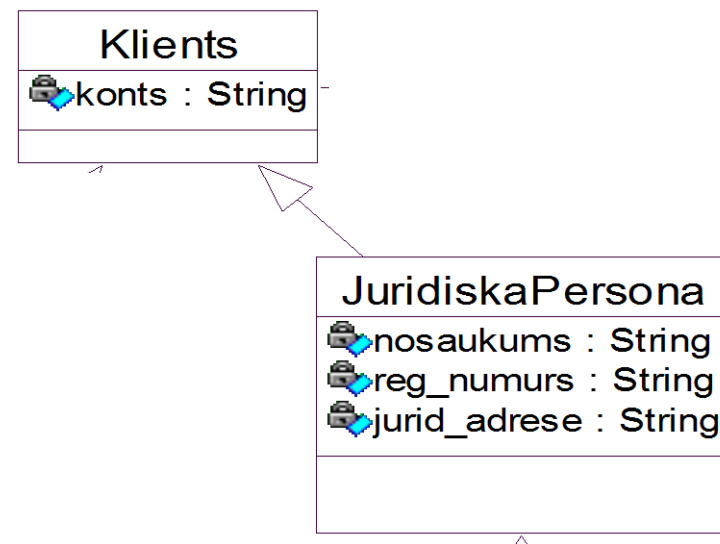 Klients
konts : String
JuridiskaPersona
nosaukums : String
reg_numurs : String
jurid_adrese : String